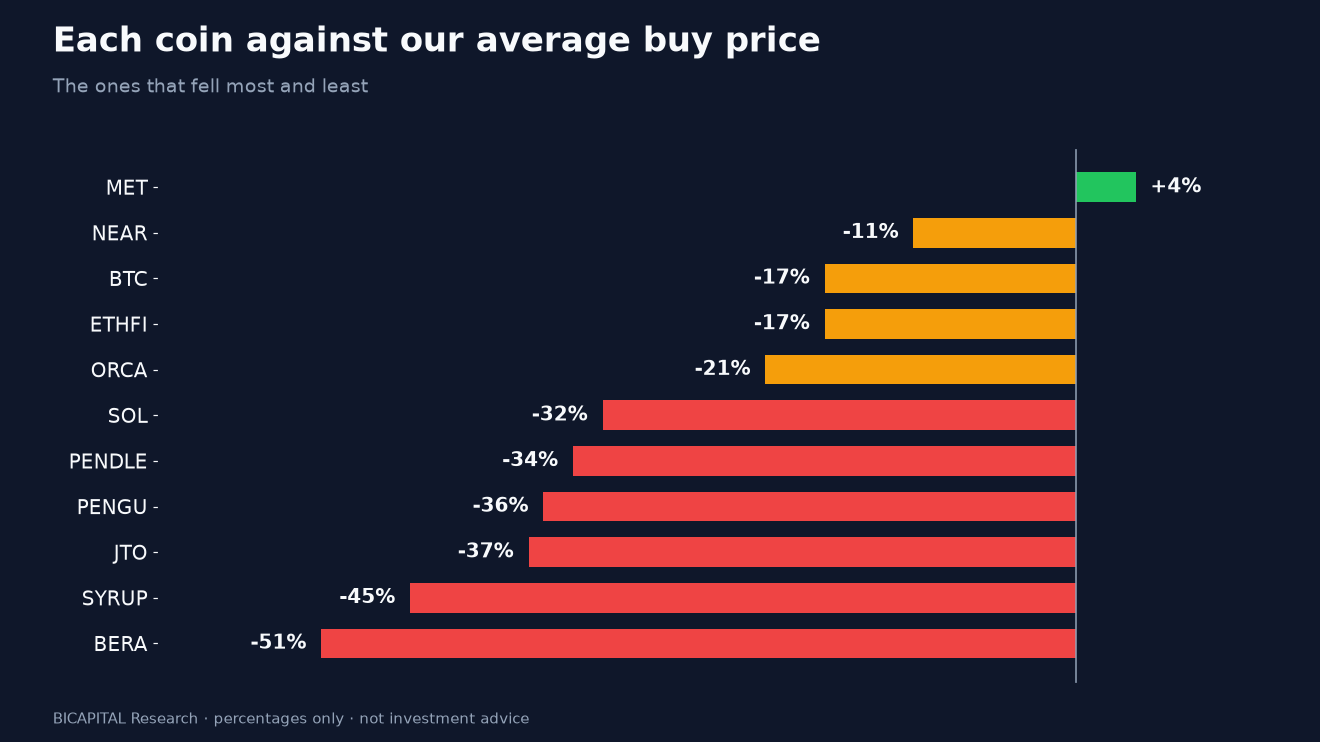 Each coin against our average buy price
The ones that fell most and least
MET - +4%
NEAR - -11%
BTC - -17%
ETHFI - -17%
ORCA - -21%
SOL - -32%
PENDLE - -34%
PENGU - -36%
JTO - -37%
SYRUP - -45%
BERA - -51%
BICAPITAL Research · percentages only · not investment advice